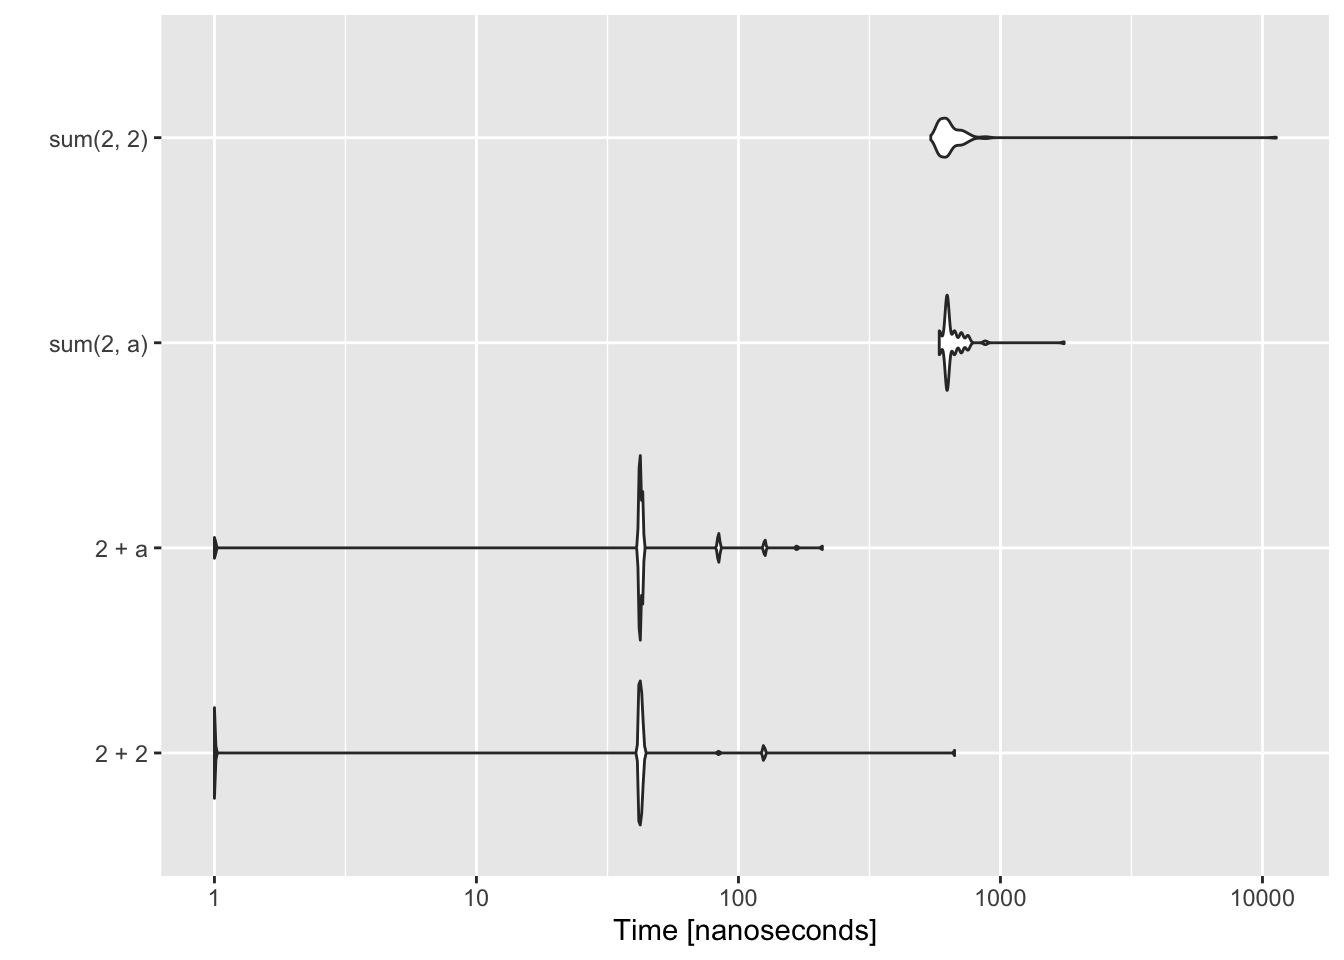 sum(2, 2)
sum(2, a)
2 + a
2 + 2
1 10 100 1000 10000
Time [nanoseconds]